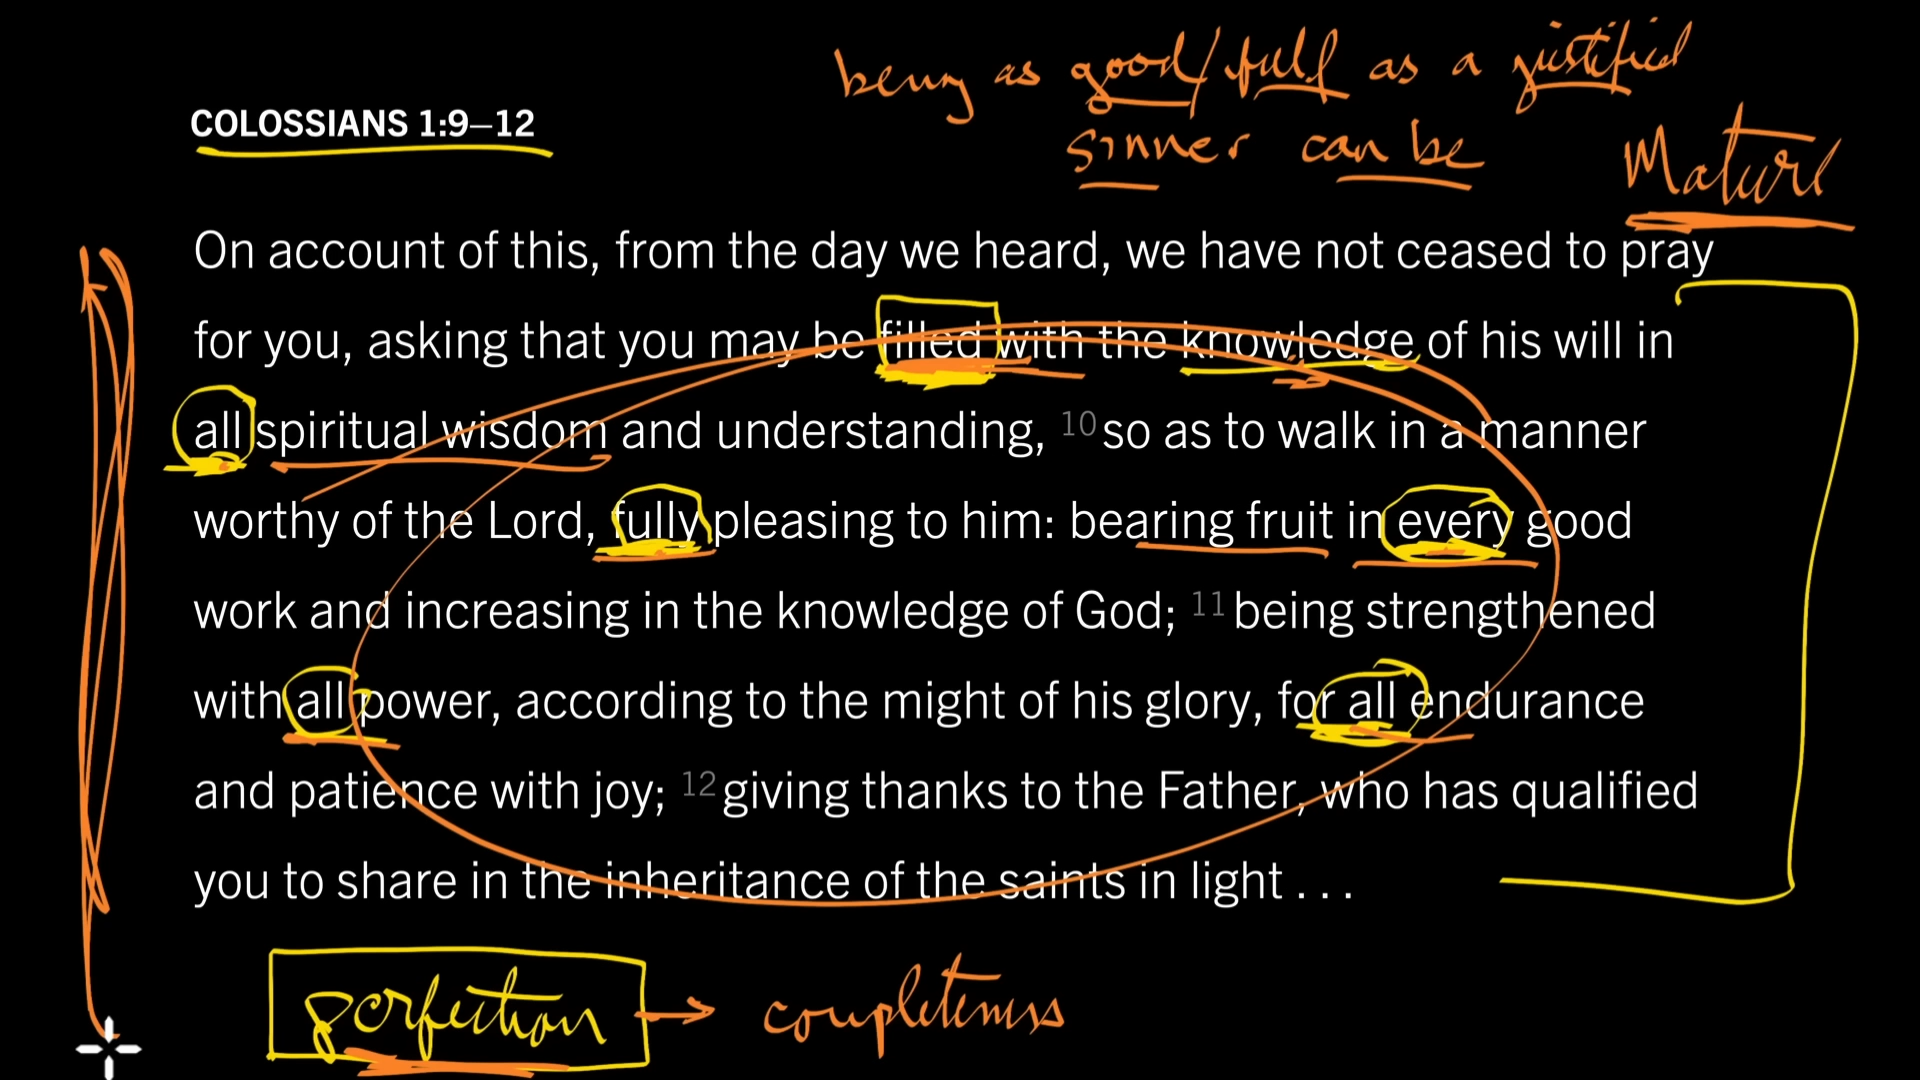 being as good/full as a justified
COLOSSIANS 1:9–12
sinner can be
Mature
On account of this, from the day we heard, we have not ceased to pray
for you, asking that you may be filled with the knowledge of his will in
all spiritual wisdom and understanding, 10 so as to walk in a manner
worthy of the Lord, fully pleasing to him: bearing fruit in every good
work and increasing in the knowledge of God; 11 being strengthened
with all power, according to the might of his glory, for all endurance
and patience with joy; 12 giving thanks to the Father, who has qualified
you to share in the inheritance of the saints in light . . .
perfection → completeness